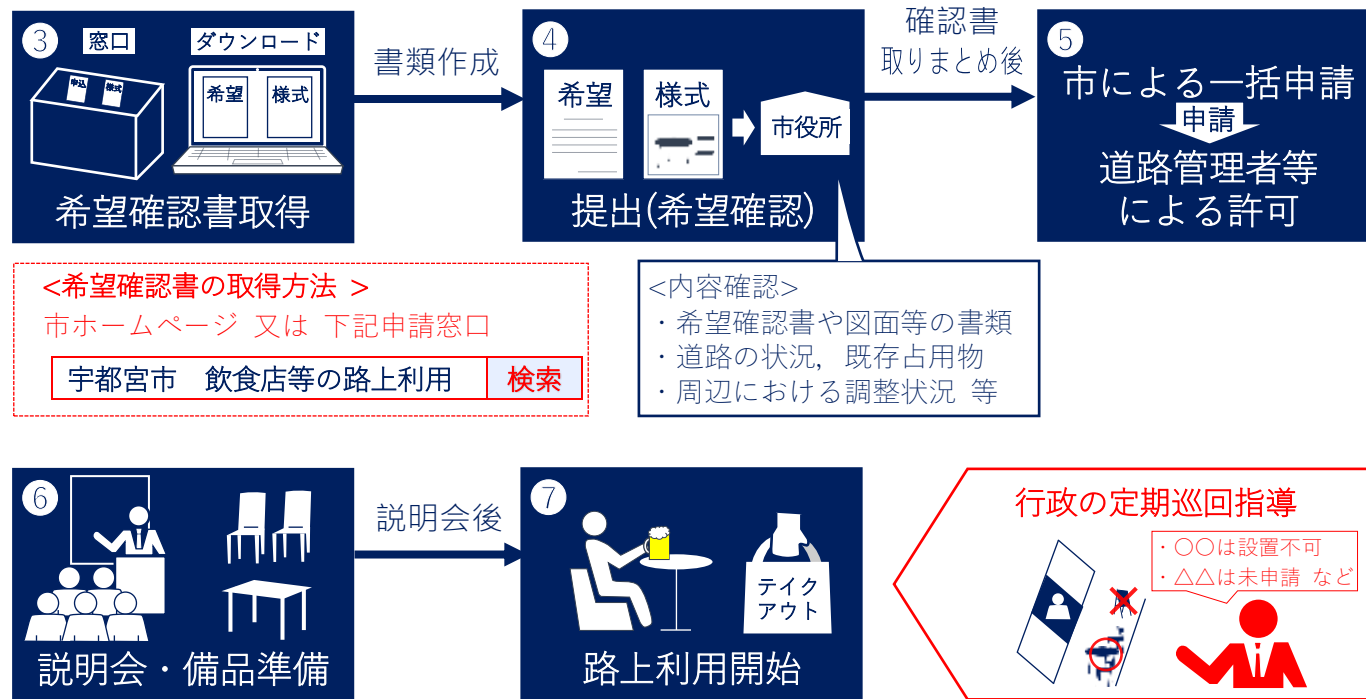 ③
窓口
ダウンロード
申込
様式
希望
様式
希望確認書取得
書類作成
④
希望
様式
市役所
提出(希望確認)
確認書
取りまとめ後
⑤
市による一括申請
申請
道路管理者等
による許可
<希望確認書の取得方法 >
市ホームページ 又は 下記申請窓口
宇都宮市 飲食店等の路上利用
検索
<内容確認>
・希望確認書や図面等の書類
・道路の状況，既存占用物
・周辺における調整状況 等
⑥
説明会・備品準備
説明会後
⑦
テイク
アウト
路上利用開始
行政の定期巡回指導
・〇〇は設置不可
・△△は未申請 など